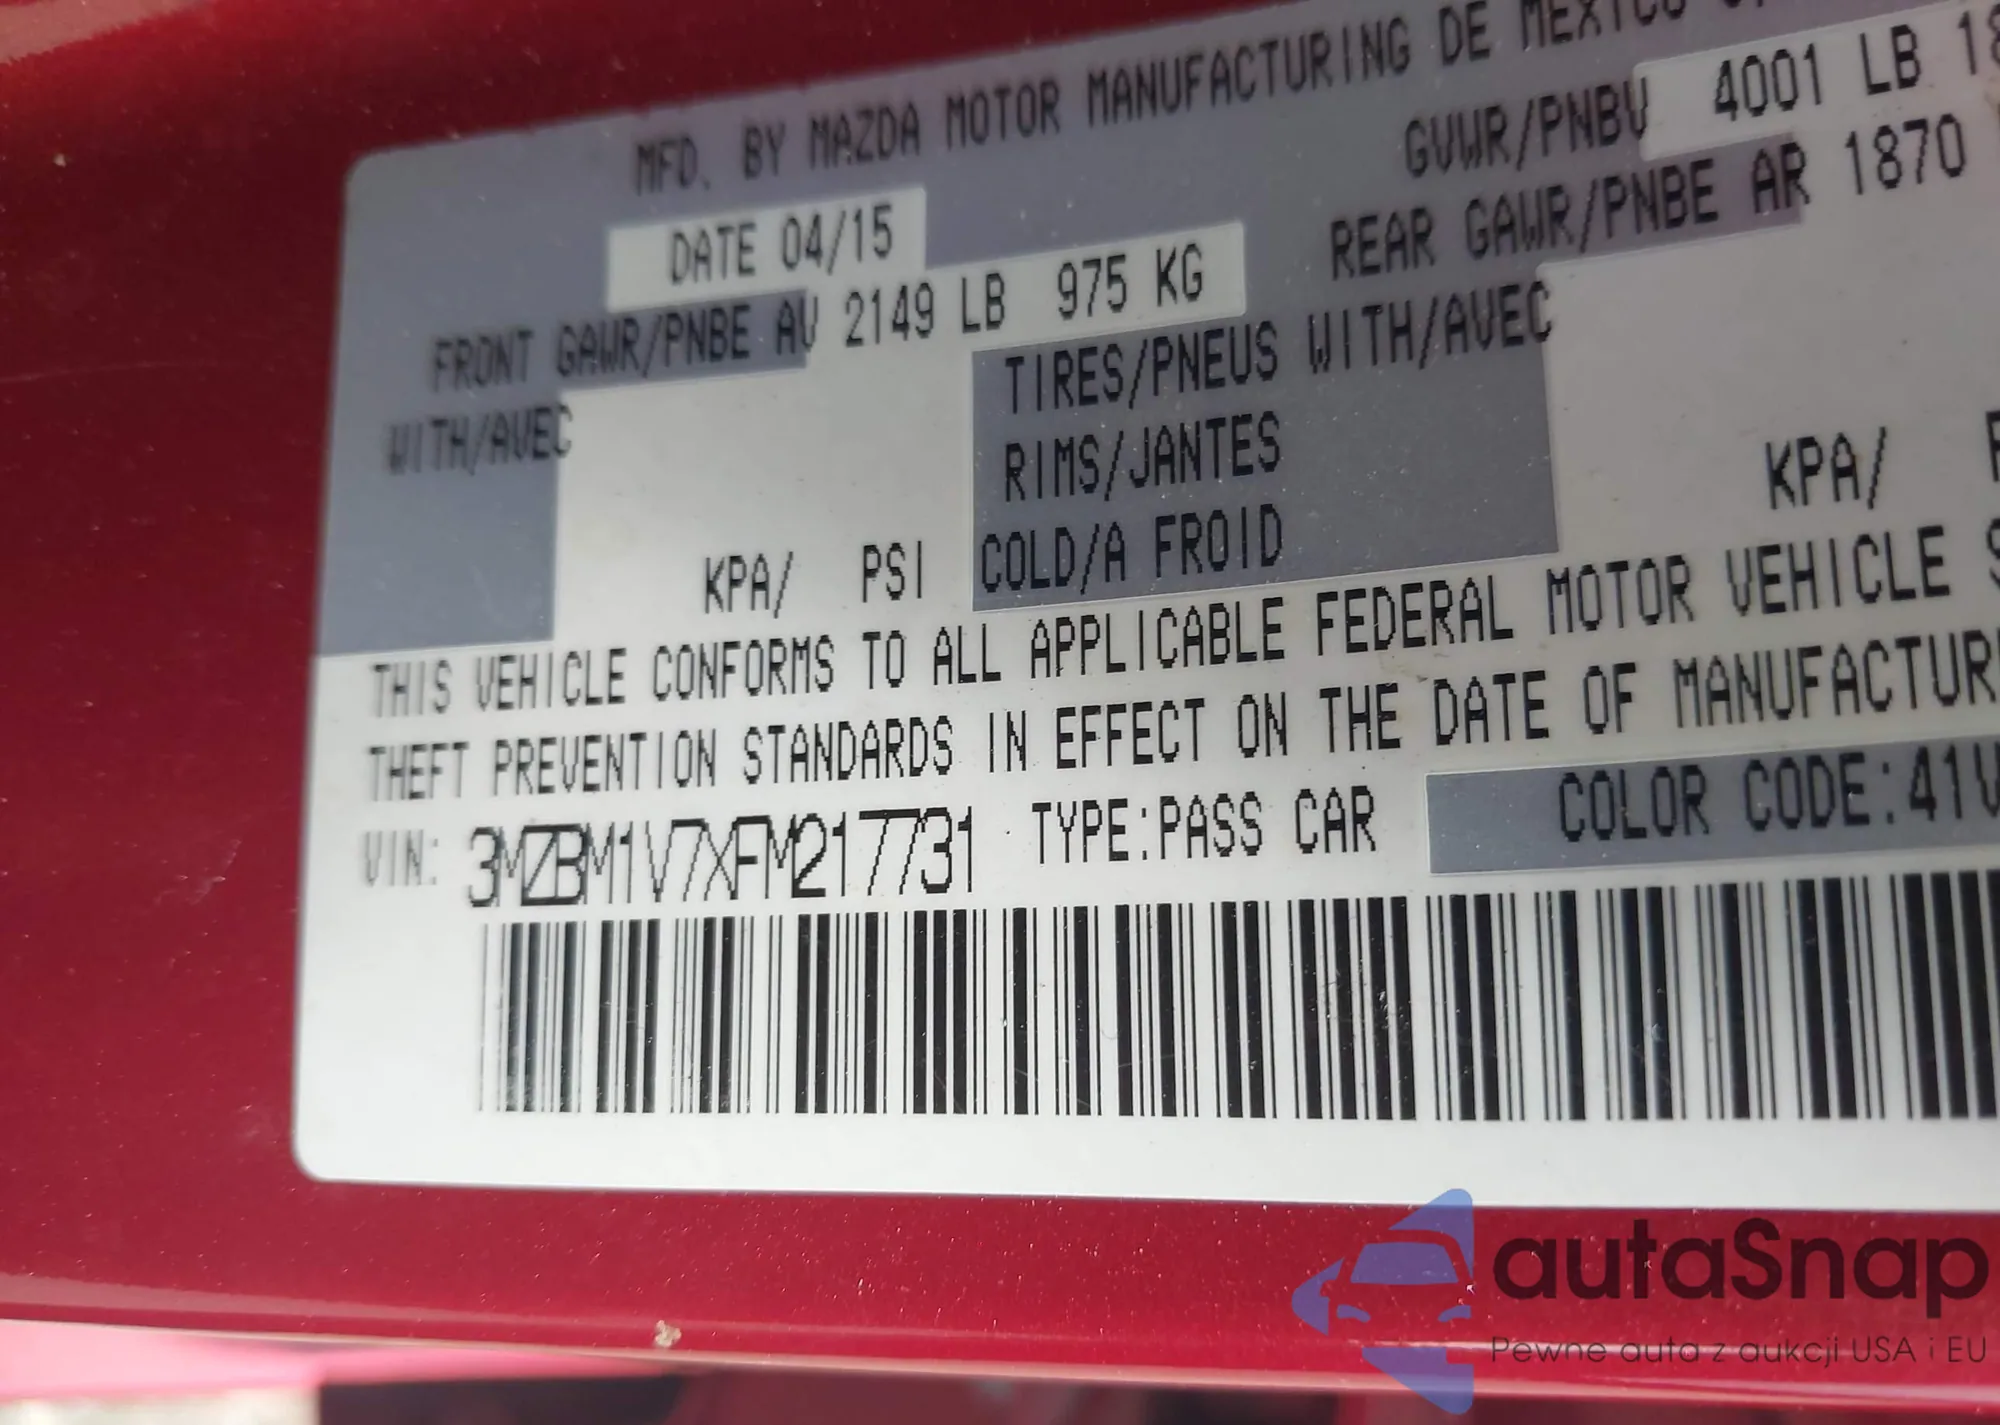 MFD. BY MAZDA MOTOR MANUFACTURING DE MEXICO
DATE 04/15 GVWR/PNBV 4001 LB
FRONT GAWR/PNBE AV 2149 LB 975 KG REAR GAWR/PNBE AR 1870
WITH/AVEC TIRES/PNEUS WITH/AVEC
RIMS/JANTES
KPA/ PSI COLD/A FROID KPA/
THIS VEHICLE CONFORMS TO ALL APPLICABLE FEDERAL MOTOR VEHICLE
THEFT PREVENTION STANDARDS IN EFFECT ON THE DATE OF MANUFACTUR
VIN: 3MZBM1V7XFM217731 TYPE:PASS CAR COLOR CODE:41V
autaSnap
Pewne auta z aukcji USA i EU